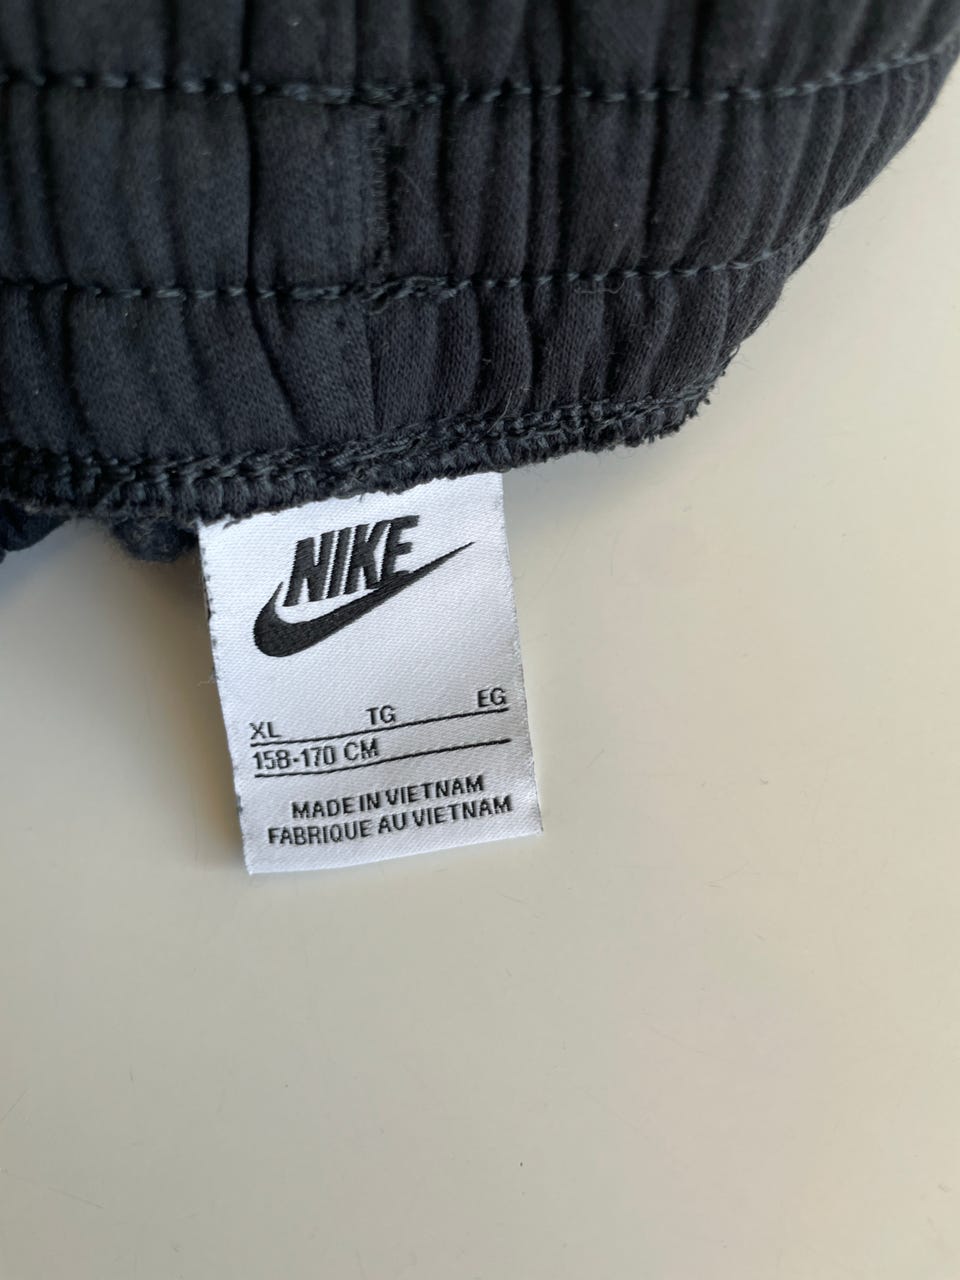 NIKE
XL TG EG
158-170 CM
MADE IN VIETNAM
FABRIQUE AU VIETNAM